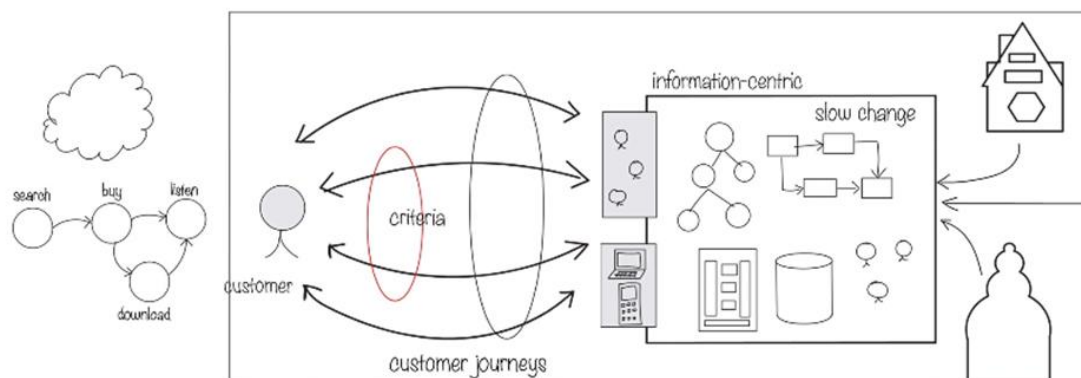 search
buy
listen
download
customer
criteria
customer journeys
information-centric
slow change